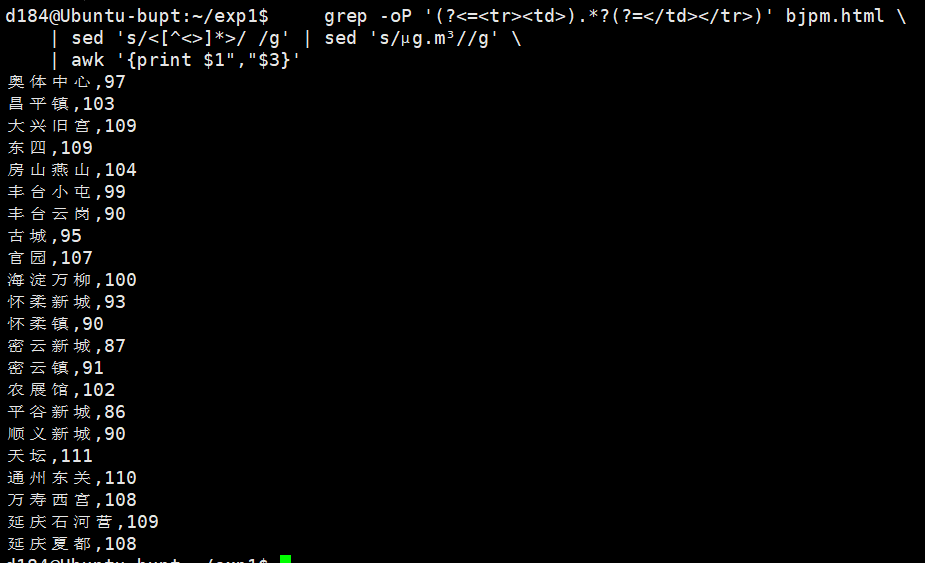 d184@Ubuntu-bupt:~/exp1$     grep -oP '(?<=<tr><td>).*?(?=</td></tr>)' bjpm.html \
    | sed 's/<[^<>]*>/ /g' | sed 's/μg.m³//g' \
    | awk '{print $1","$3}'
奥体中心,97
昌平镇,103
大兴旧宫,109
东四,109
房山燕山,104
丰台小屯,99
丰台云岗,90
古城,95
官园,107
海淀万柳,100
怀柔新城,93
怀柔镇,90
密云新城,87
密云镇,91
农展馆,102
平谷新城,86
顺义新城,90
天坛,111
通州东关,110
万寿西宫,108
延庆石河营,109
延庆夏都,108
d184@Ubuntu-bupt:~/exp1$